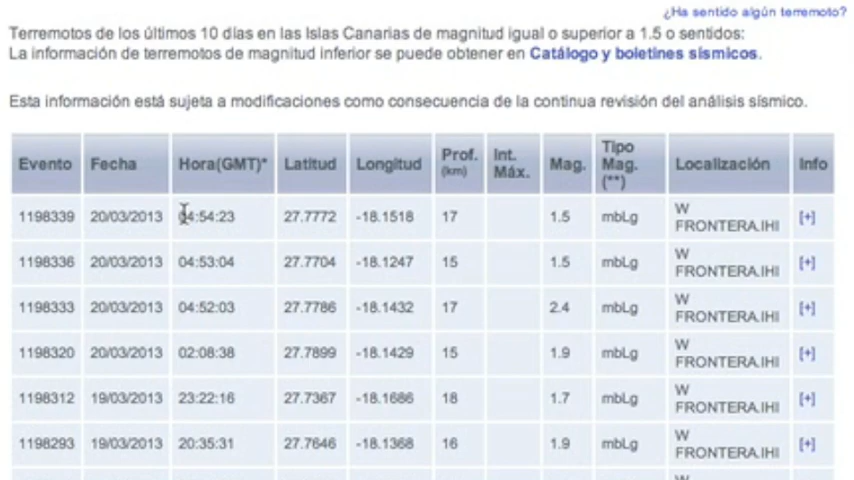 ¿Ha sentido algún terremoto?
Terremotos de los últimos 10 días en las Islas Canarias de magnitud igual o superior a 1.5 o sentidos:
La información de terremotos de magnitud inferior se puede obtener en Catálogo y boletines sísmicos.
Esta información está sujeta a modificaciones como consecuencia de la continua revisión del análisis sísmico.
Evento Fecha Hora(GMT)* Latitud Longitud Prof. (km) Int. Máx. Mag. Tipo Mag. (**) Localización Info
1198339 20/03/2013 04:54:23 27.7772 -18.1518 17 1.5 mbLg W FRONTERA.IHI [+]
1198336 20/03/2013 04:53:04 27.7704 -18.1247 15 1.5 mbLg W FRONTERA.IHI [+]
1198333 20/03/2013 04:52:03 27.7786 -18.1432 17 2.4 mbLg W FRONTERA.IHI [+]
1198320 20/03/2013 02:08:38 27.7899 -18.1429 15 1.9 mbLg W FRONTERA.IHI [+]
1198312 19/03/2013 23:22:16 27.7367 -18.1686 18 1.7 mbLg W FRONTERA.IHI [+]
1198293 19/03/2013 20:35:31 27.7646 -18.1368 16 1.9 mbLg W FRONTERA.IHI [+]